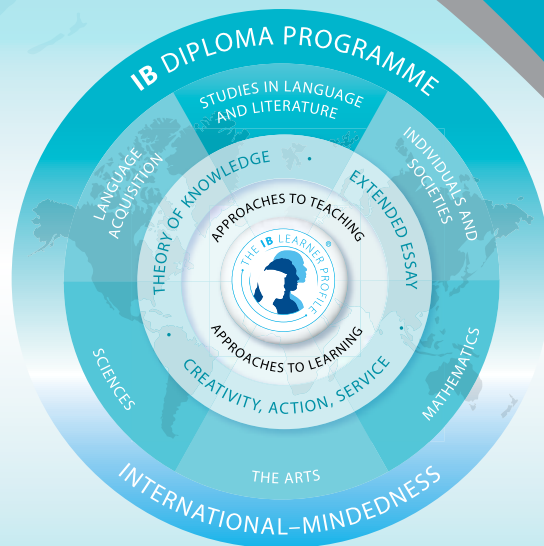 IB DIPLOMA PROGRAMME
STUDIES IN LANGUAGE
AND LITERATURE
LANGUAGE
ACQUISITION
INDIVIDUALS AND
SOCIETIES
THEORY OF KNOWLEDGE
EXTENDED ESSAY
APPROACHES TO TEACHING
THE IB LEARNER PROFILE
®
APPROACHES TO LEARNING
CREATIVITY, ACTION, SERVICE
SCIENCES
MATHEMATICS
THE ARTS
INTERNATIONAL–MINDEDNESS